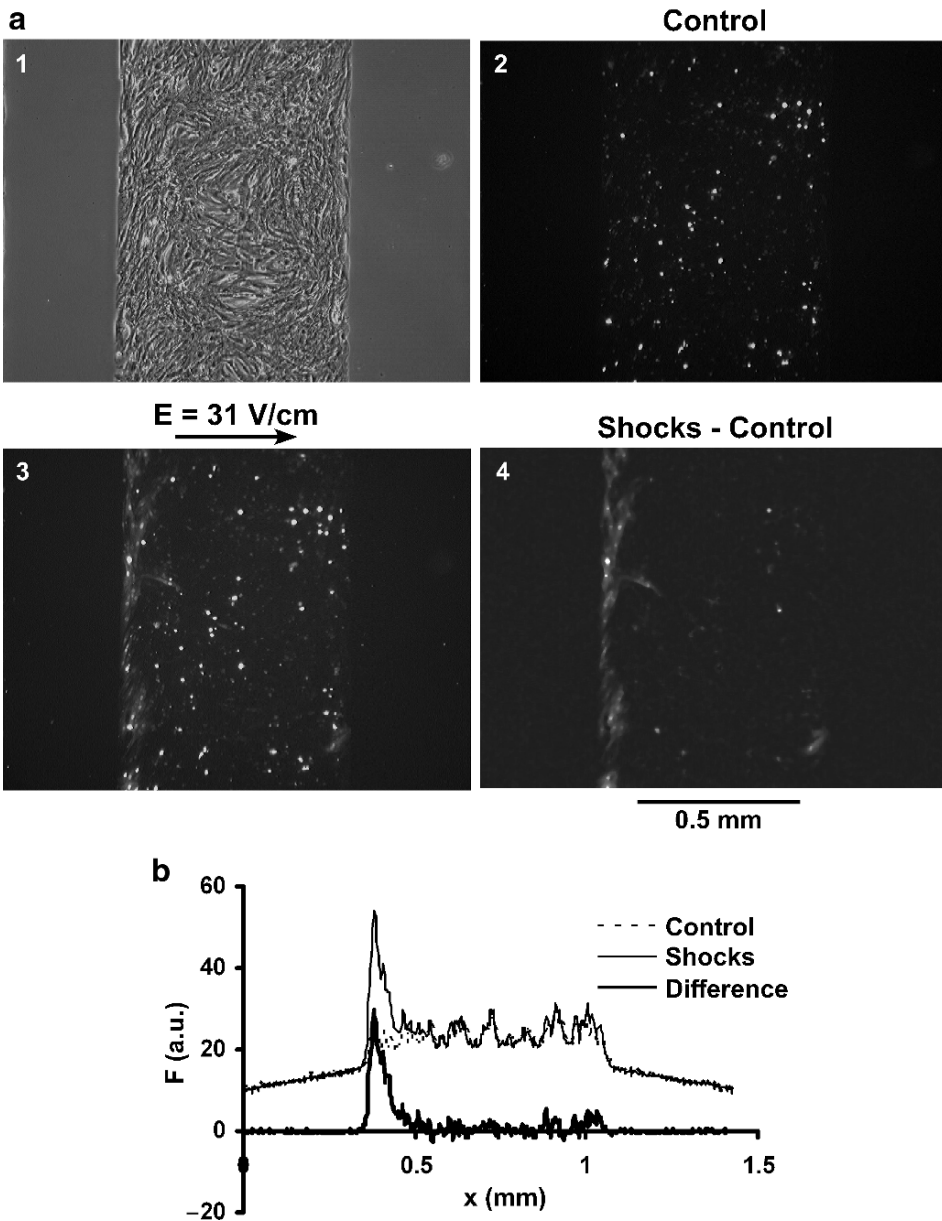 a
Control
1
2
E = 31 V/cm
Shocks - Control
3
4
0.5 mm
b
60
40
20
0
−20
F (a.u.)
Control
Shocks
Difference
0.5
1
1.5
x (mm)